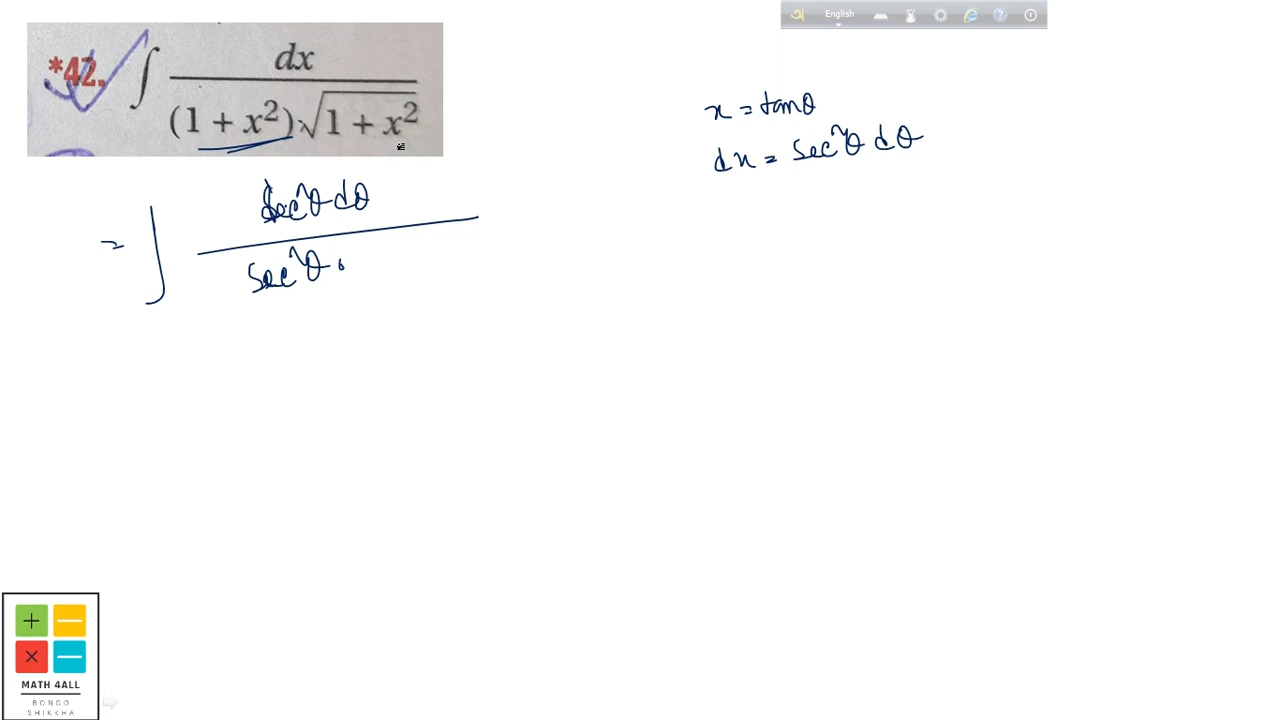 অ English
*42. ∫ dx / (1 + x²)√(1 + x²)
x = tanθ
dx = sec²θ dθ
= ∫ sec²θ dθ / sec²θ .
MATH 4ALL
BONGO
SHIKKHA